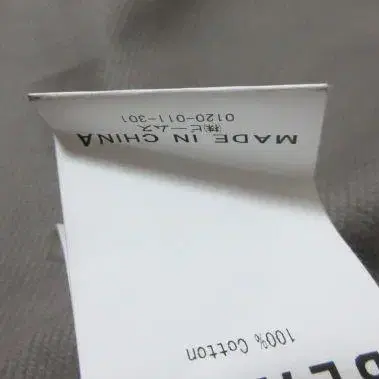 100% Cotton
MADE IN CHINA
㈱ビームス
0120-011-301